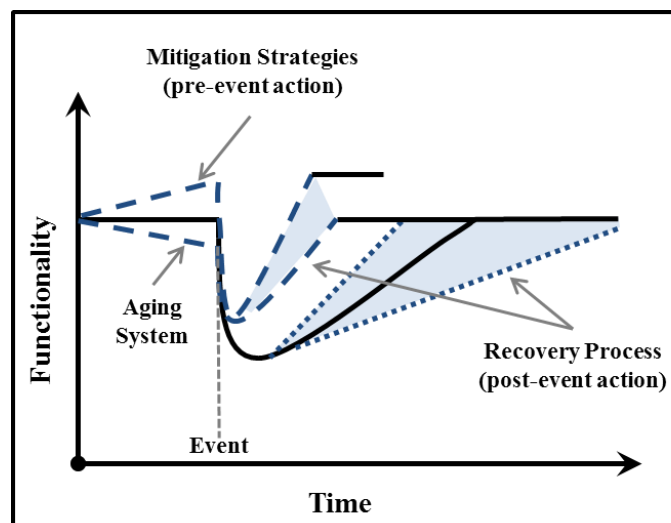 Mitigation Strategies
(pre-event action)
Functionality
Aging
System
Recovery Process
(post-event action)
Event
Time